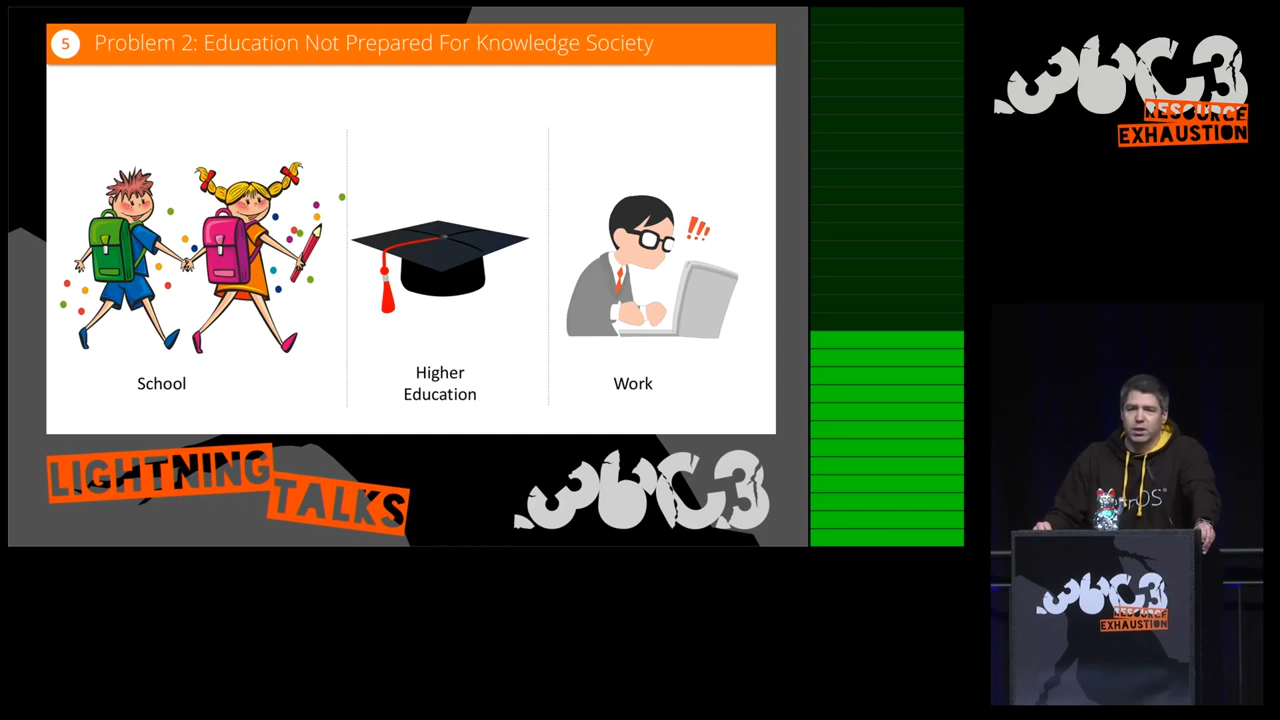 5 Problem 2: Education Not Prepared For Knowledge Society
!!!
School
Higher
Education
Work
LIGHTNING
TALKS
36C3
36C3
RESOURCE
EXHAUSTION
36C3
RESOURCE
EXHAUSTION